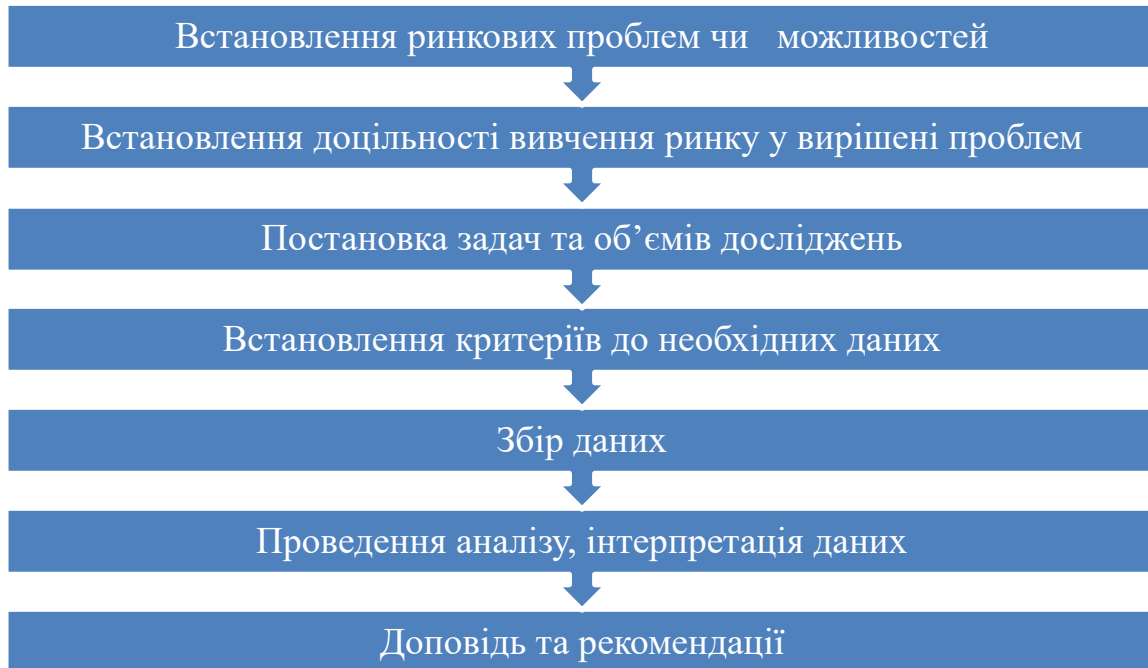 Встановлення ринкових проблем чи можливостей
Встановлення доцільності вивчення ринку у вирішені проблем
Постановка задач та об’ємів досліджень
Встановлення критеріїв до необхідних даних
Збір даних
Проведення аналізу, інтерпретація даних
Доповідь та рекомендації